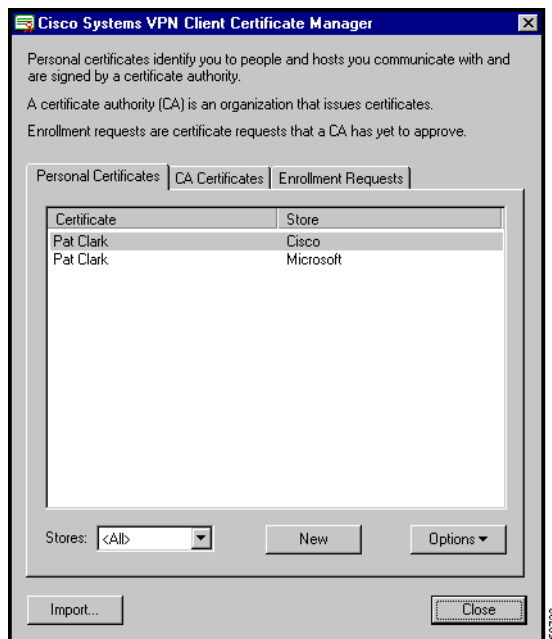 Cisco Systems VPN Client Certificate Manager
Personal certificates identify you to people and hosts you communicate with and
are signed by a certificate authority.
A certificate authority (CA) is an organization that issues certificates.
Enrollment requests are certificate requests that a CA has yet to approve.
Personal Certificates CA Certificates Enrollment Requests
Certificate Store
Pat Clark Cisco
Pat Clark Microsoft
Stores: <All> New Options
Import... Close